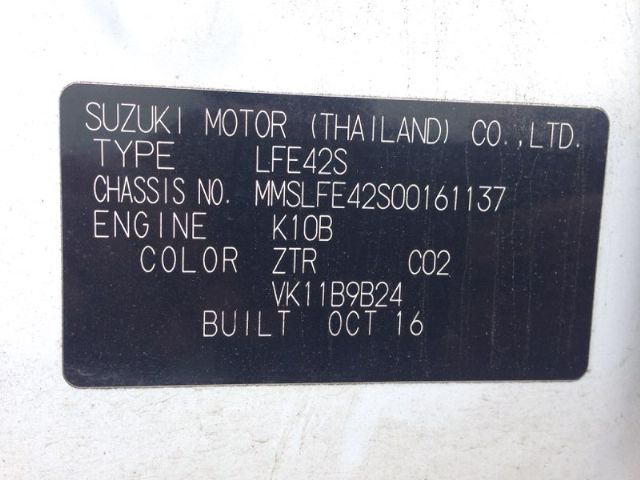 SUZUKI MOTOR (THAILAND) CO.,LTD.
TYPE LFE42S
CHASSIS NO. MMSLFE42S00161137
ENGINE K10B
COLOR ZTR C02
VK11B9B24
BUILT OCT 16